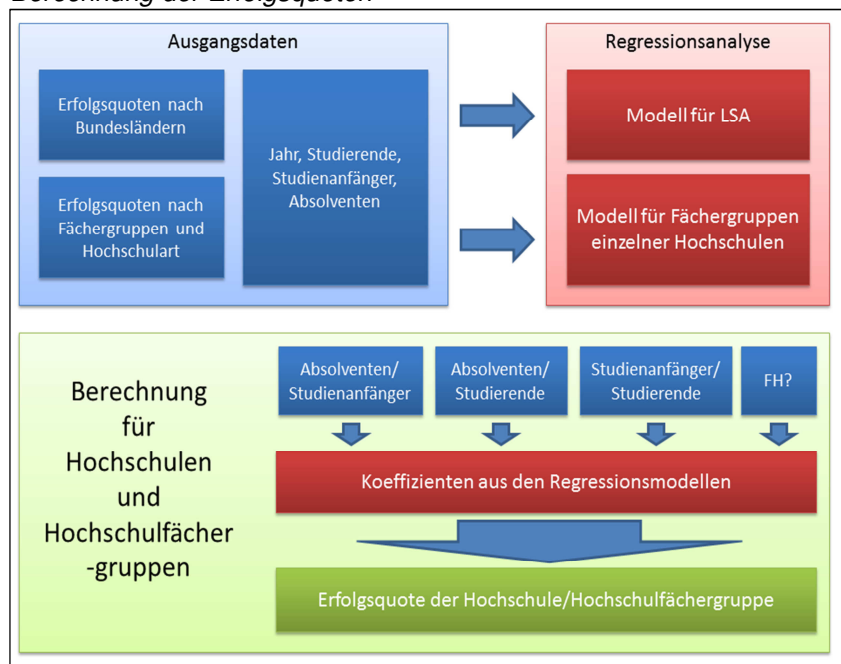 Berechnung der Erfolgsquoten
Ausgangsdaten
Erfolgsquoten nach
Bundesländern
Erfolgsquoten nach
Fächergruppen und
Hochschulart
Jahr, Studierende,
Studienanfänger,
Absolventen
Regressionsanalyse
Modell für LSA
Modell für Fächergruppen
einzelner Hochschulen
Berechnung
für
Hochschulen
und
Hochschulfächer
-gruppen
Absolventen/
Studienanfänger
Absolventen/
Studierende
Studienanfänger/
Studierende
FH?
Koeffizienten aus den Regressionsmodellen
Erfolgsquote der Hochschule/Hochschulfächergruppe